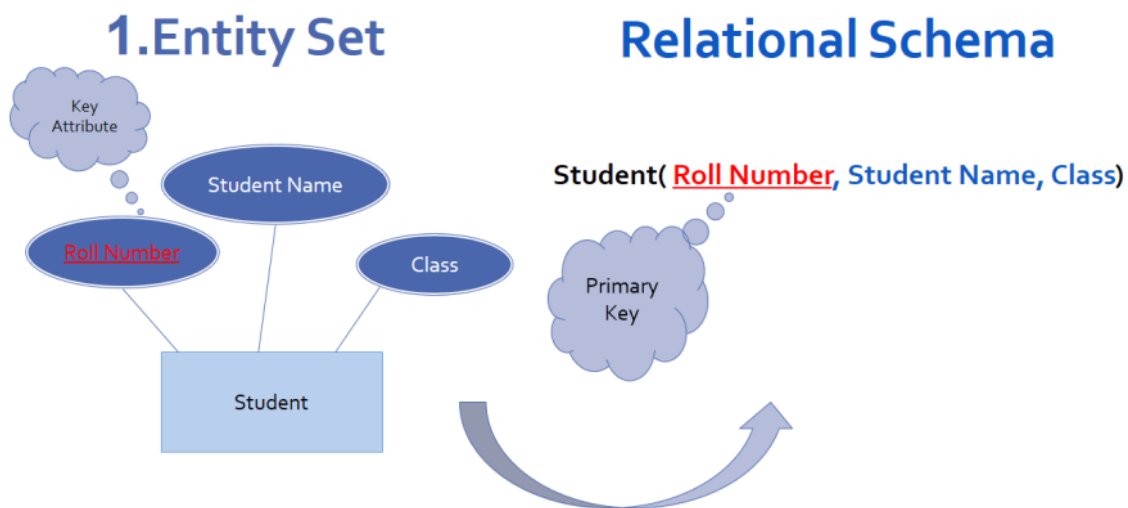 1.Entity Set
Relational Schema
Key
Attribute
Student Name
Student( Roll Number, Student Name, Class)
Roll Number
Class
Primary
Key
Student